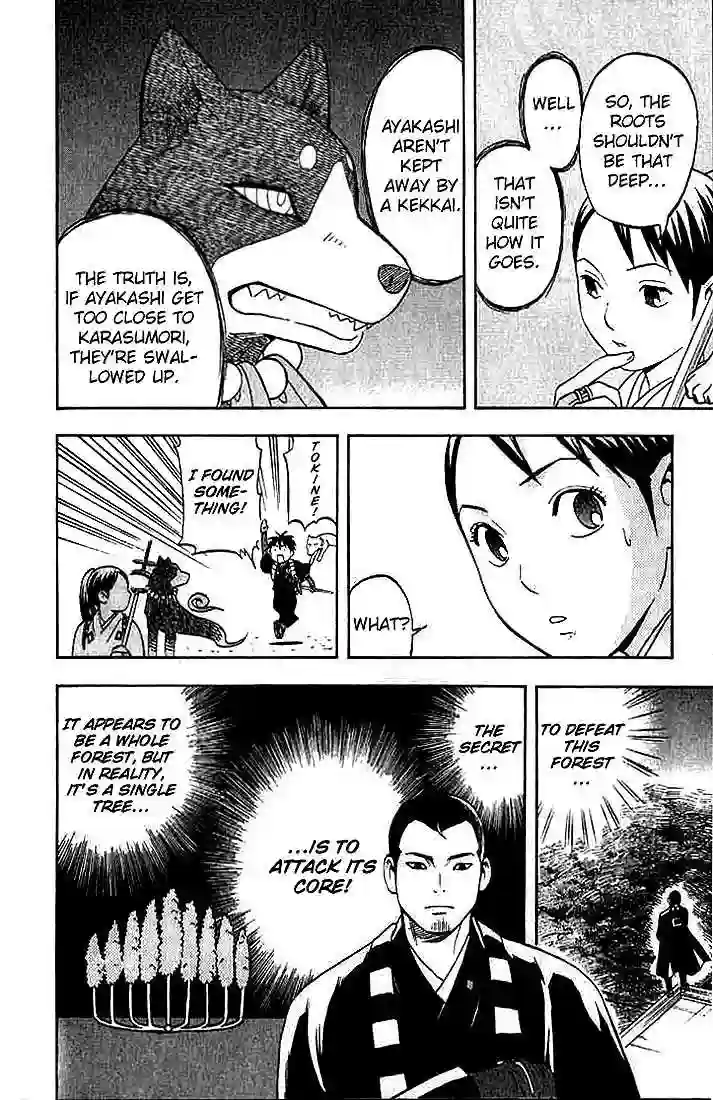 SO, THE
ROOTS
SHOULDN'T
BE THAT
DEEP...
WELL
...
THAT
ISN'T
QUITE
HOW IT
GOES.
AYAKASHI
AREN'T
KEPT
AWAY BY
A KEKKAI.
THE TRUTH IS,
IF AYAKASHI GET
TOO CLOSE TO
KARASUMORI,
THEY'RE SWAL-
LOWED UP.
WHAT?
TOKINE!
I FOUND
SOME-
THING!
TO DEFEAT
THIS
FOREST
...
THE
SECRET
...
...IS TO
ATTACK ITS
CORE!
IT APPEARS TO
BE A WHOLE
FOREST, BUT
IN REALITY,
IT'S A SINGLE
TREE...